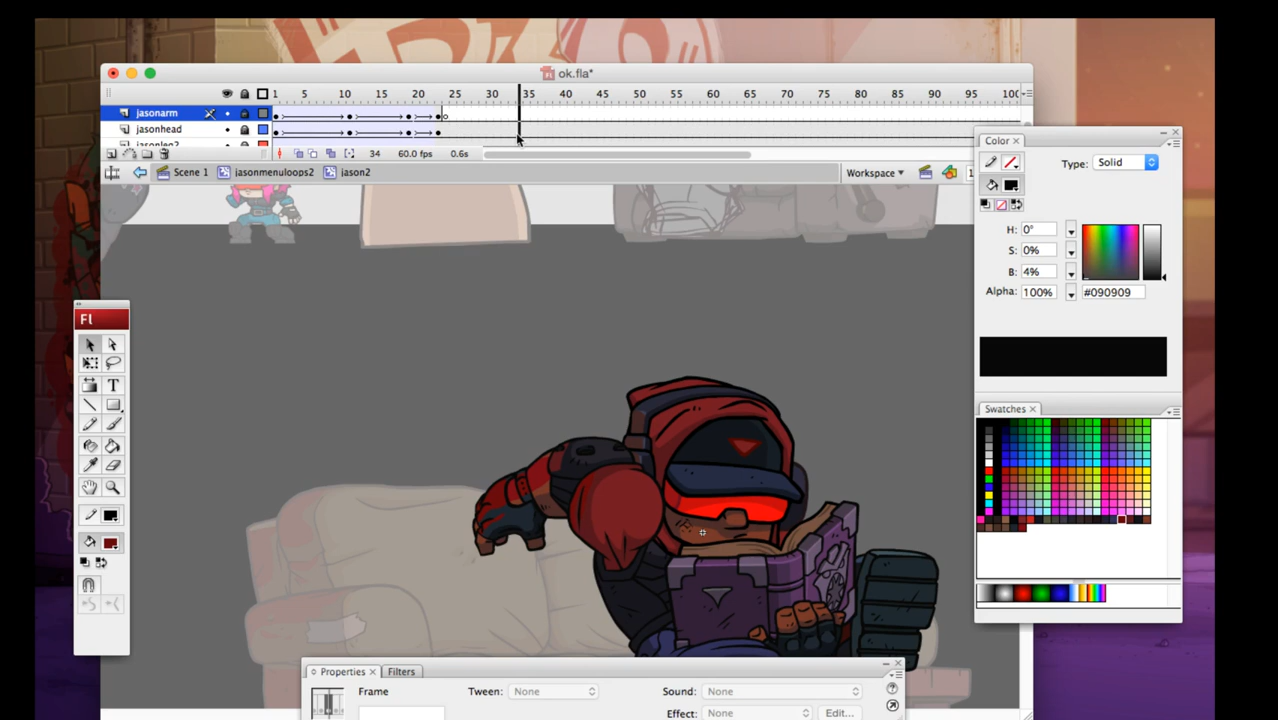 ok.fla*
1 5 10 15 20 25 30 35 40 45 50 55 60 65 70 75 80 85 90 95 100
jasonarm
jasonhead
jasonleg2
34 60.0 fps 0.6s
Scene 1 jasonmenuloops2 jason2 Workspace ▾
Color ×
Type: Solid
H: 0°
S: 0%
B: 4%
Alpha: 100% #090909
Fl
T
Swatches ×
Properties × Filters
Frame Tween: None Sound: None
Effect: None Edit...